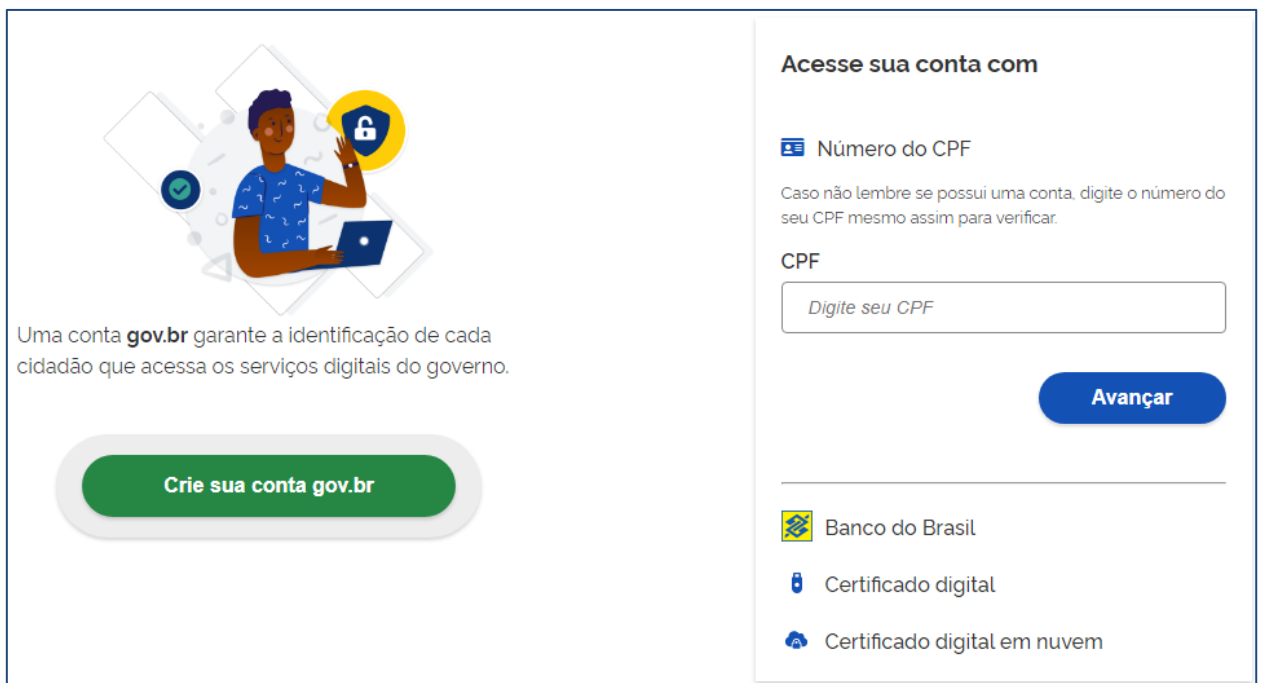 Uma conta gov.br garante a identificação de cada
cidadão que acessa os serviços digitais do governo.
Crie sua conta gov.br
Acesse sua conta com
Número do CPF
Caso não lembre se possui uma conta, digite o número do
seu CPF mesmo assim para verificar.
CPF
Digite seu CPF
Avançar
Banco do Brasil
Certificado digital
Certificado digital em nuvem